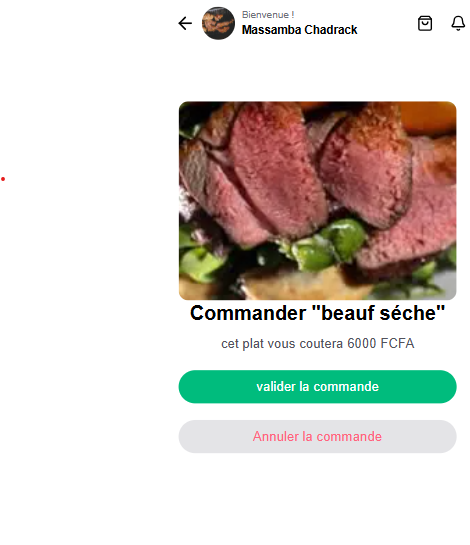 Bienvenue !
Massamba Chadrack
Commander "beauf séche"
cet plat vous coutera 6000 FCFA
valider la commande
Annuler la commande